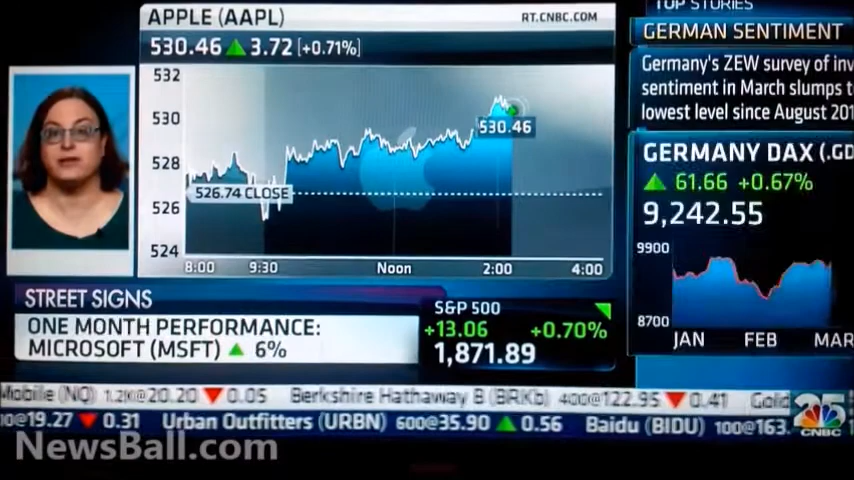 APPLE (AAPL)
RT.CNBC.COM
530.46 3.72 [+0.71%]
532
530
528
526
524
530.46
526.74 CLOSE
8:00 9:30 Noon 2:00 4:00
STREET SIGNS
ONE MONTH PERFORMANCE:
MICROSOFT (MSFT) 6%
S&P 500
+13.06 +0.70%
1,871.89
TOP STORIES
GERMAN SENTIMENT
Germany's ZEW survey of inv
sentiment in March slumps t
lowest level since August 201
GERMANY DAX (.GD
61.66 +0.67%
9,242.55
9900
8700
JAN FEB MAR
Mobile (NQ) 1.2K@20.20 0.05 Berkshire Hathaway B (BRKb) 400@122.95 0.41 Gold
@19.27 0.31 Urban Outfitters (URBN) 600@35.90 0.56 Baidu (BIDU) 100@163.
25
CNBC
NewsBall.com